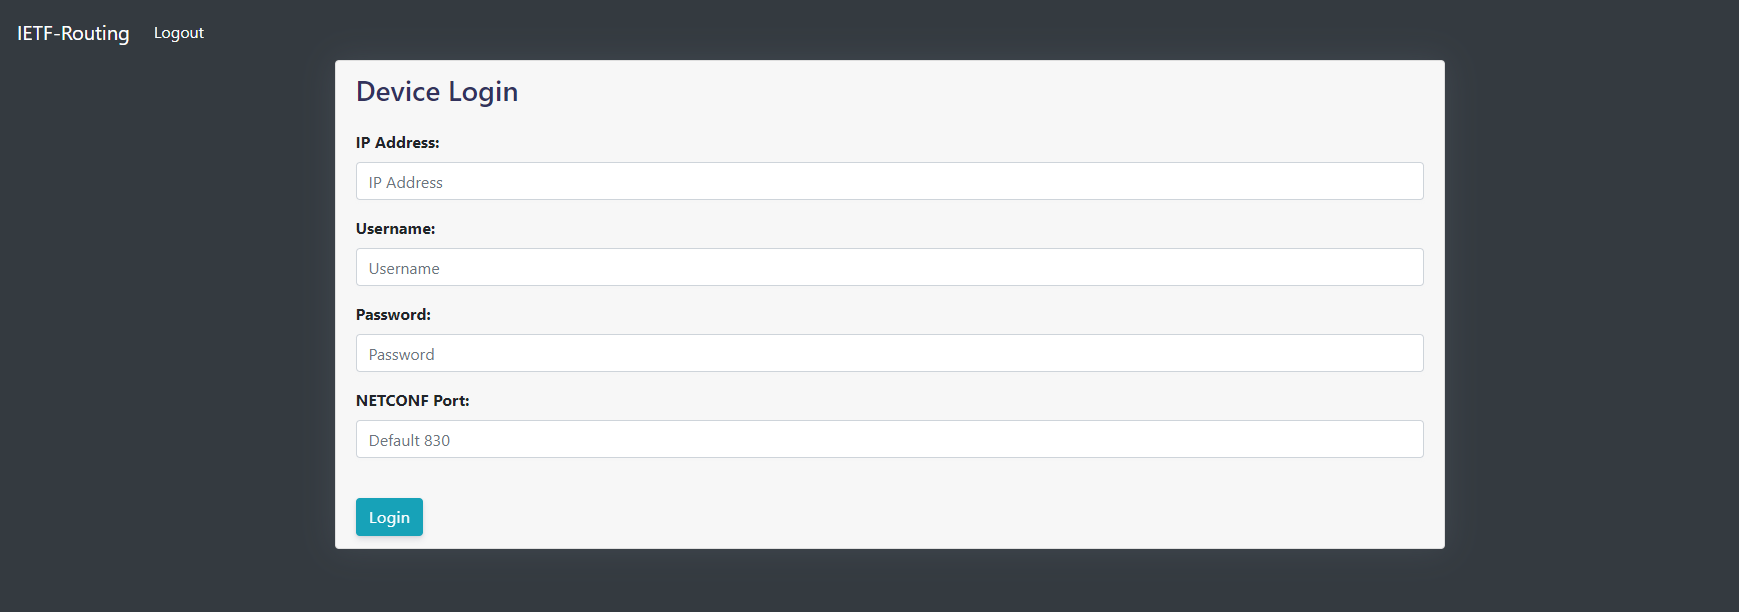 IETF-Routing Logout
Device Login
IP Address:
IP Address
Username:
Username
Password:
Password
NETCONF Port:
Default 830
Login